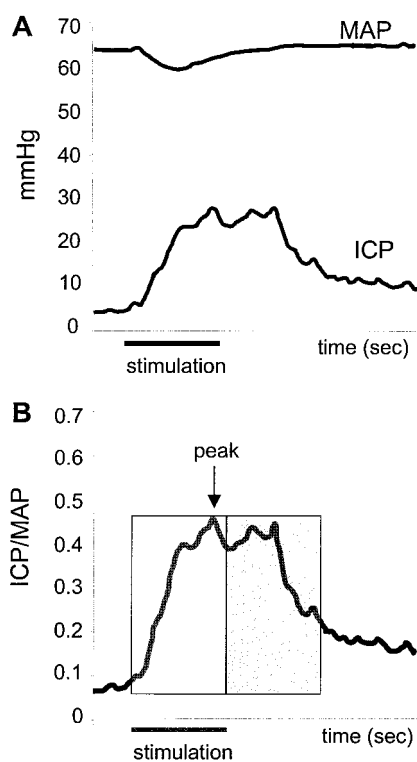 A
70
60
50
40
30
20
10
0
mmHg
MAP
ICP
time (sec)
stimulation
B
0.7
0.6
0.5
0.4
0.3
0.2
0.1
0
ICP/MAP
peak
time (sec)
stimulation